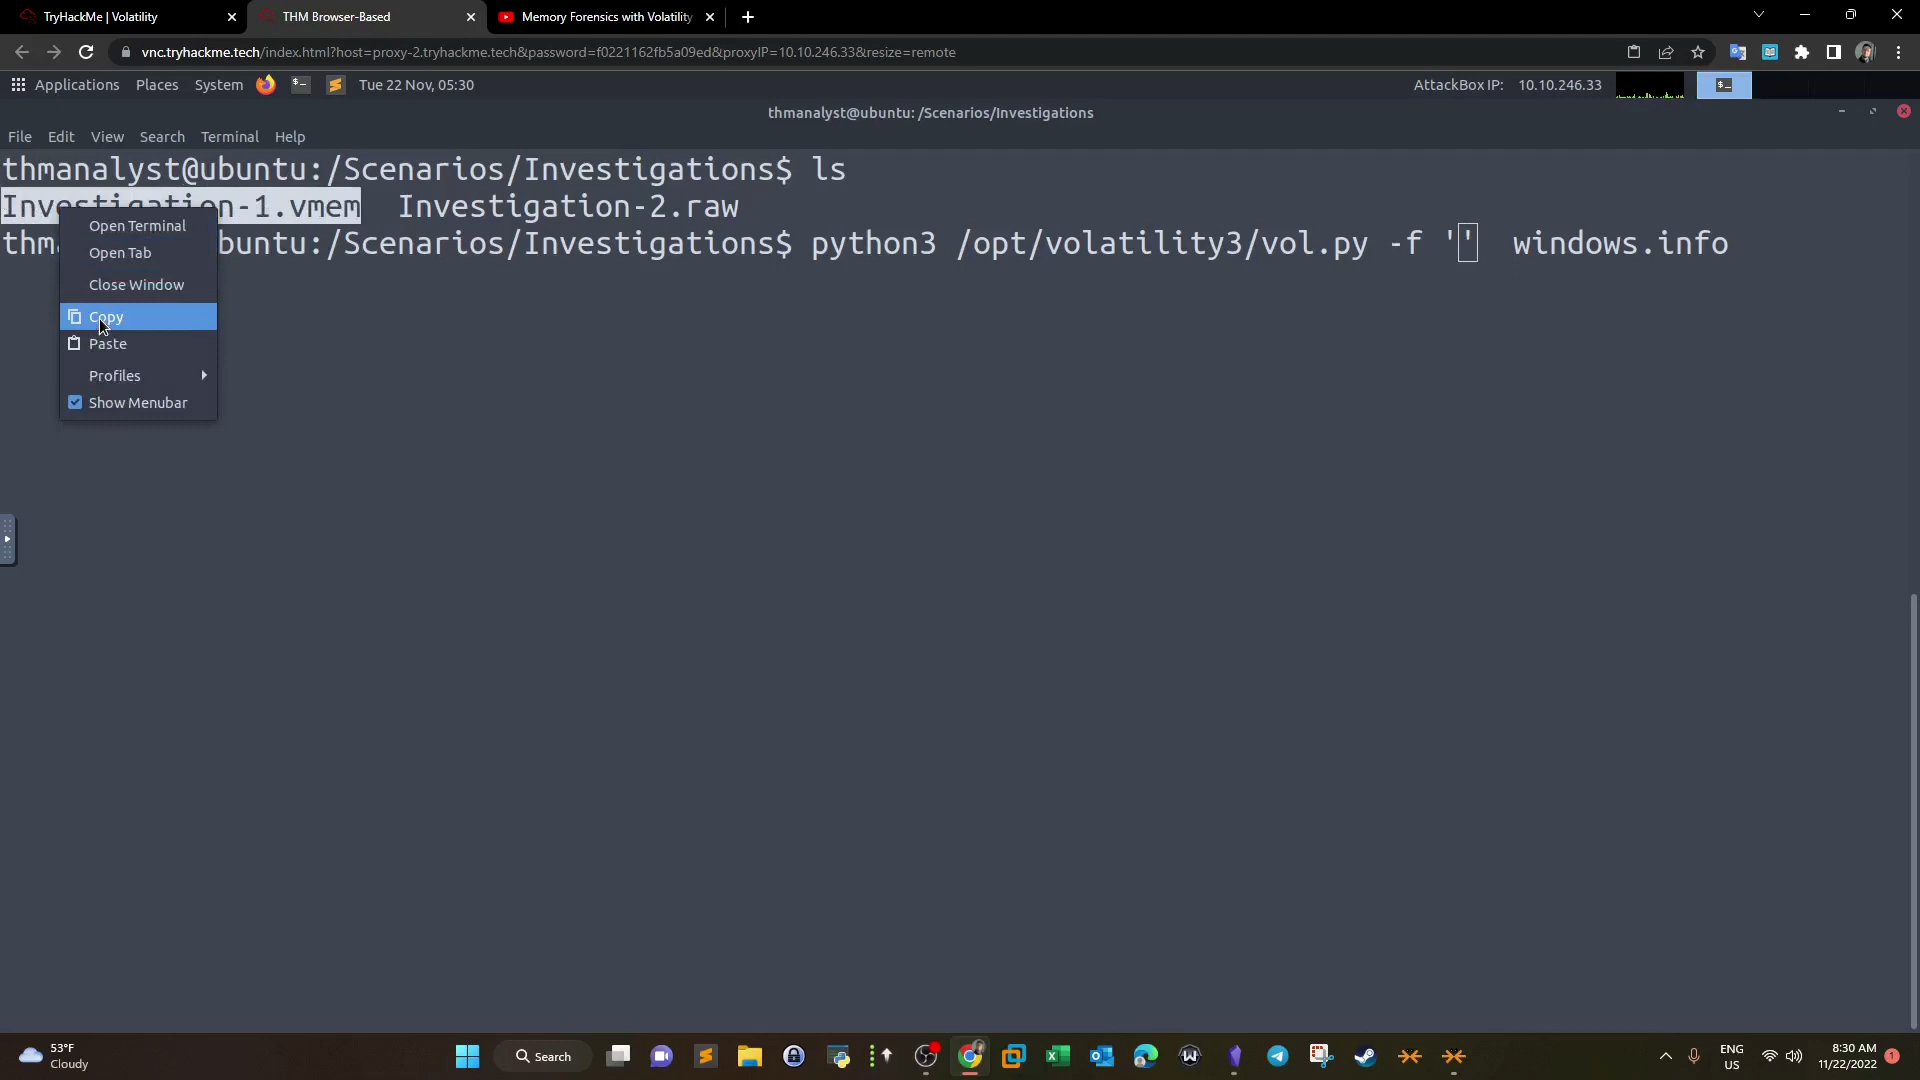 TryHackMe | Volatility
THM Browser-Based
Memory Forensics with Volatility
vnc.tryhackme.tech/index.html?host=proxy-2.tryhackme.tech&password=f0221162fb5a09ed&proxyIP=10.10.246.33&resize=remote
Applications Places System Tue 22 Nov, 05:30 AttackBox IP: 10.10.246.33
thmanalyst@ubuntu: /Scenarios/Investigations
File Edit View Search Terminal Help
thmanalyst@ubuntu:/Scenarios/Investigations$ ls
Investigation-1.vmem Investigation-2.raw
thm buntu:/Scenarios/Investigations$ python3 /opt/volatility3/vol.py -f '' windows.info
Open Terminal
Open Tab
Close Window
Copy
Paste
Profiles
Show Menubar
53°F
Cloudy
Search
ENG
US
8:30 AM
11/22/2022
1